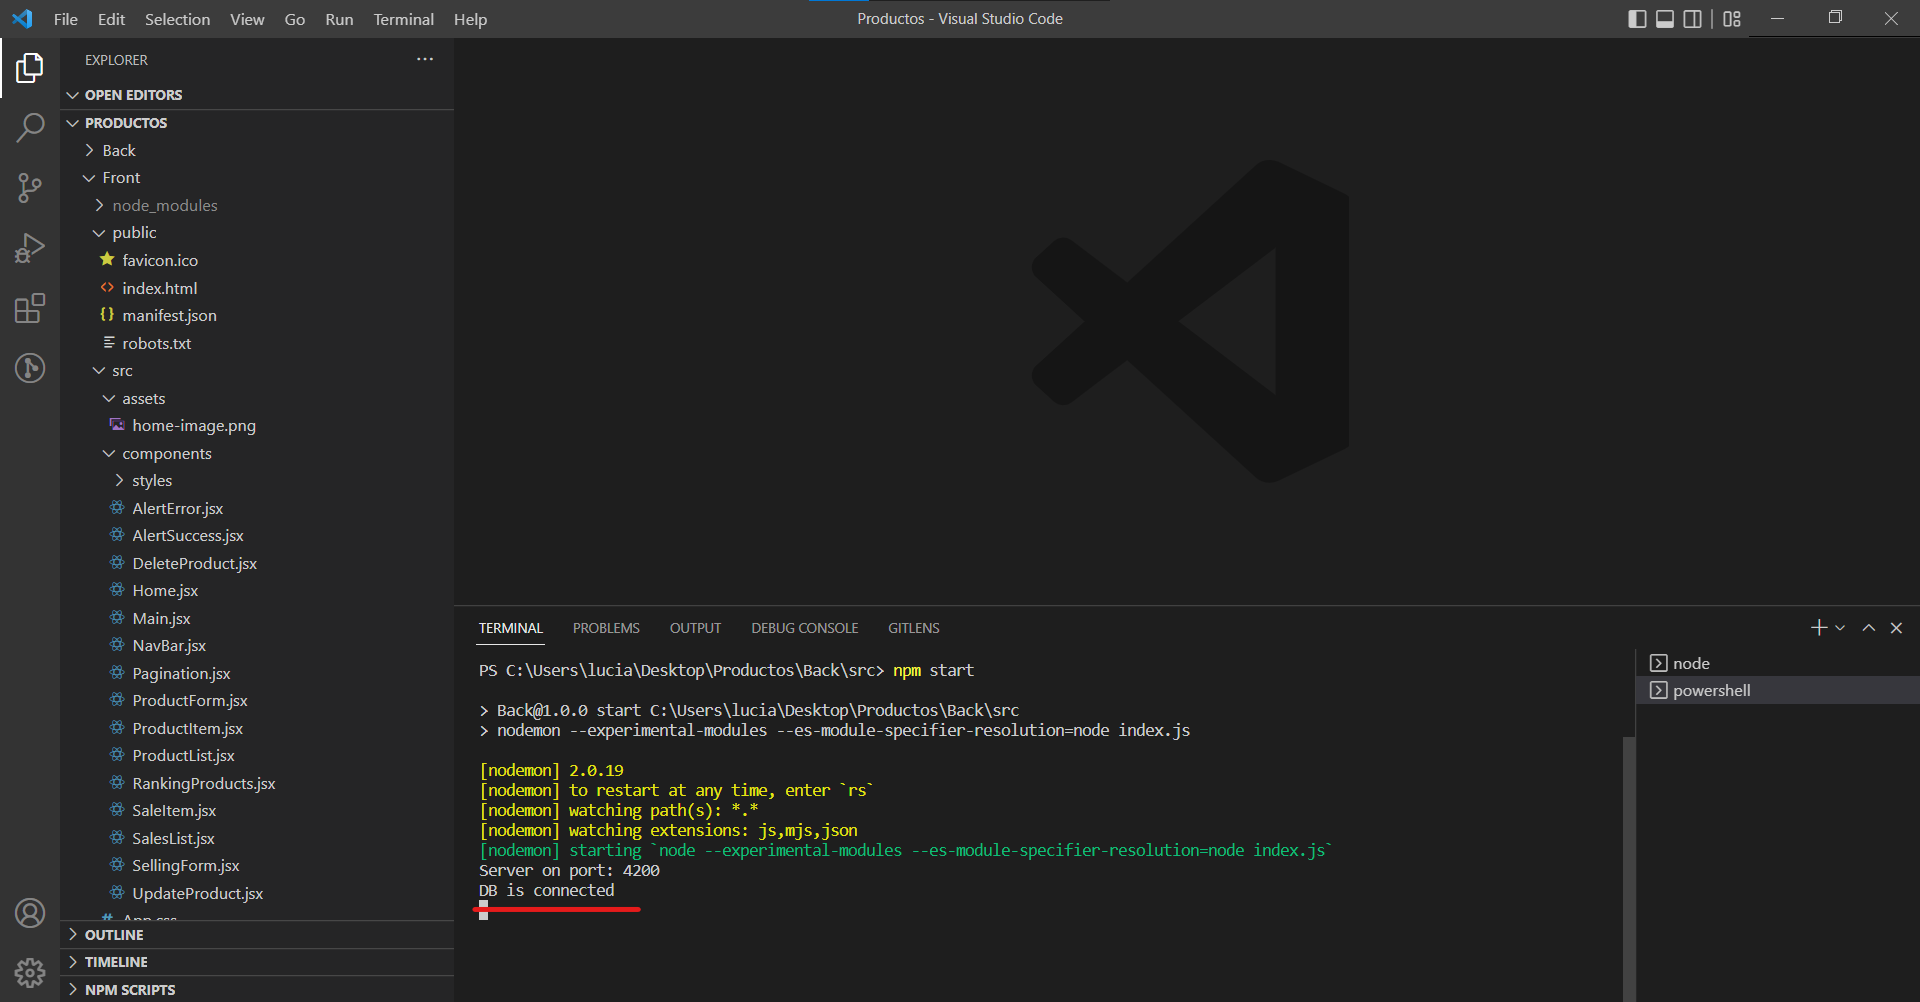 File Edit Selection View Go Run Terminal Help
Productos - Visual Studio Code
EXPLORER
OPEN EDITORS
PRODUCTOS
Back
Front
node_modules
public
favicon.ico
index.html
manifest.json
robots.txt
src
assets
home-image.png
components
styles
AlertError.jsx
AlertSuccess.jsx
DeleteProduct.jsx
Home.jsx
Main.jsx
NavBar.jsx
Pagination.jsx
ProductForm.jsx
ProductItem.jsx
ProductList.jsx
RankingProducts.jsx
SaleItem.jsx
SalesList.jsx
SellingForm.jsx
UpdateProduct.jsx
App.css
OUTLINE
TIMELINE
NPM SCRIPTS
TERMINAL PROBLEMS OUTPUT DEBUG CONSOLE GITLENS
PS C:\Users\lucia\Desktop\Productos\Back\src> npm start
> Back@1.0.0 start C:\Users\lucia\Desktop\Productos\Back\src
> nodemon --experimental-modules --es-module-specifier-resolution=node index.js
[nodemon] 2.0.19
[nodemon] to restart at any time, enter `rs`
[nodemon] watching path(s): *.*
[nodemon] watching extensions: js,mjs,json
[nodemon] starting `node --experimental-modules --es-module-specifier-resolution=node index.js`
Server on port: 4200
DB is connected
node
powershell